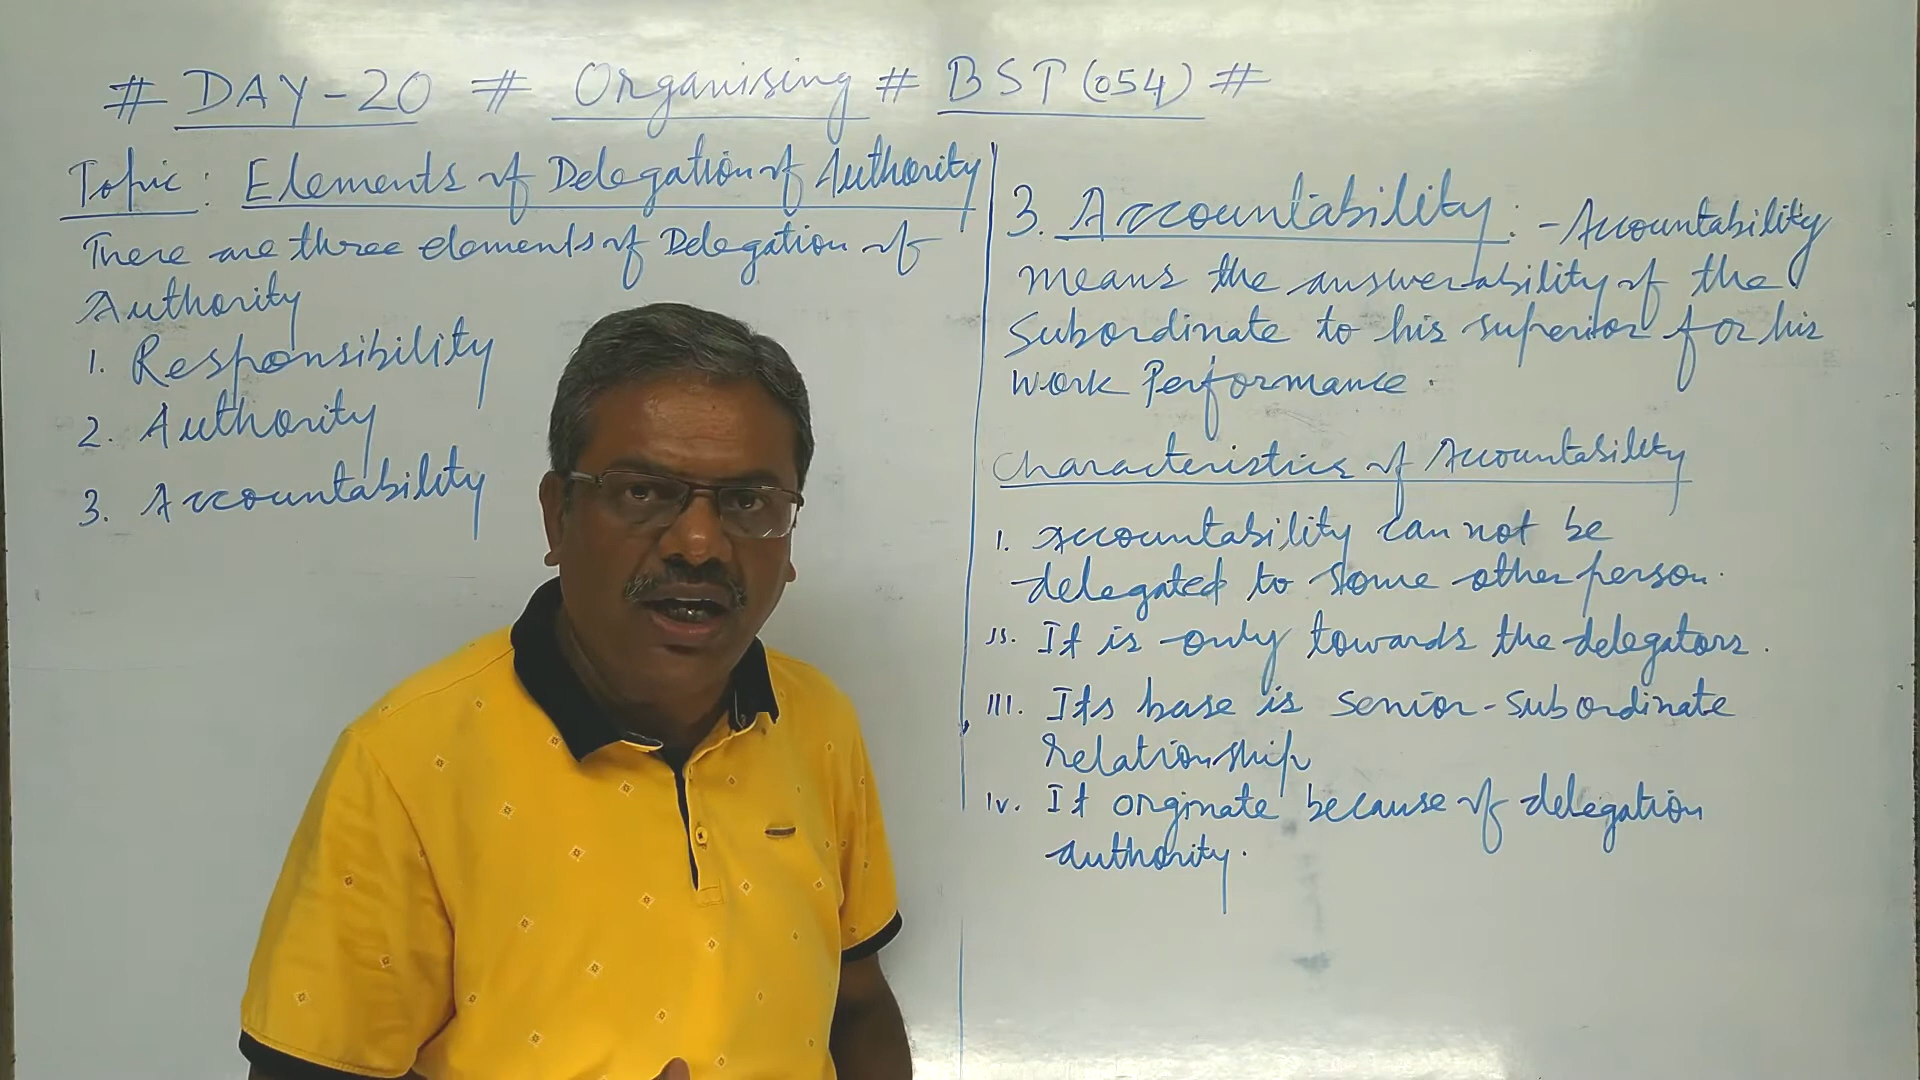 # DAY-20 # Organising # BST (054) #
Topic: Elements of Delegation of Authority
There are three elements of Delegation of
Authority
1. Responsibility
2. Authority
3. Accountability
3. Accountability: - Accountability
means the answerability of the
Subordinate to his superior for his
work Performance.
Characteristics of Accountability
I. Accountability can not be
delegated to some other person.
II. It is only towards the delegators.
III. Its base is senior-subordinate
relationship
IV. It orginate because of delegation
authority.